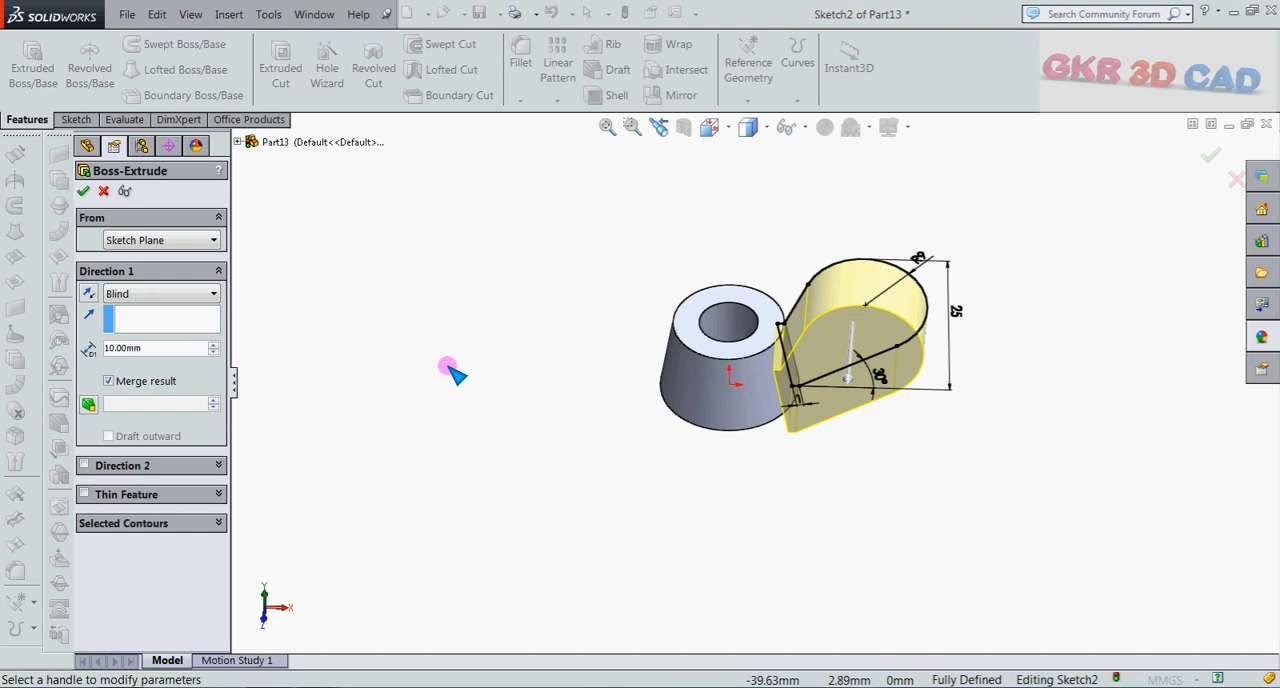 SOLIDWORKS File Edit View Insert Tools Window Help Sketch2 of Part13 * Search Community Forum ?
Extruded Boss/Base
Revolved Boss/Base
Swept Boss/Base
Lofted Boss/Base
Boundary Boss/Base
Extruded Cut
Hole Wizard
Revolved Cut
Swept Cut
Lofted Cut
Boundary Cut
Fillet
Linear Pattern
Rib
Draft
Shell
Wrap
Intersect
Mirror
Reference Geometry
Curves
Instant3D
GKR 3D CAD
Features Sketch Evaluate DimXpert Office Products
Part13 (Default<<Default>...
Boss-Extrude ?
From
Sketch Plane
Direction 1
Blind
D1 10.00mm
Merge result
Draft outward
Direction 2
Thin Feature
Selected Contours
R9
25
30°
Y
X
Z
Model Motion Study 1
Select a handle to modify parameters -39.63mm 2.89mm 0mm Fully Defined Editing Sketch2 MMGS - ?